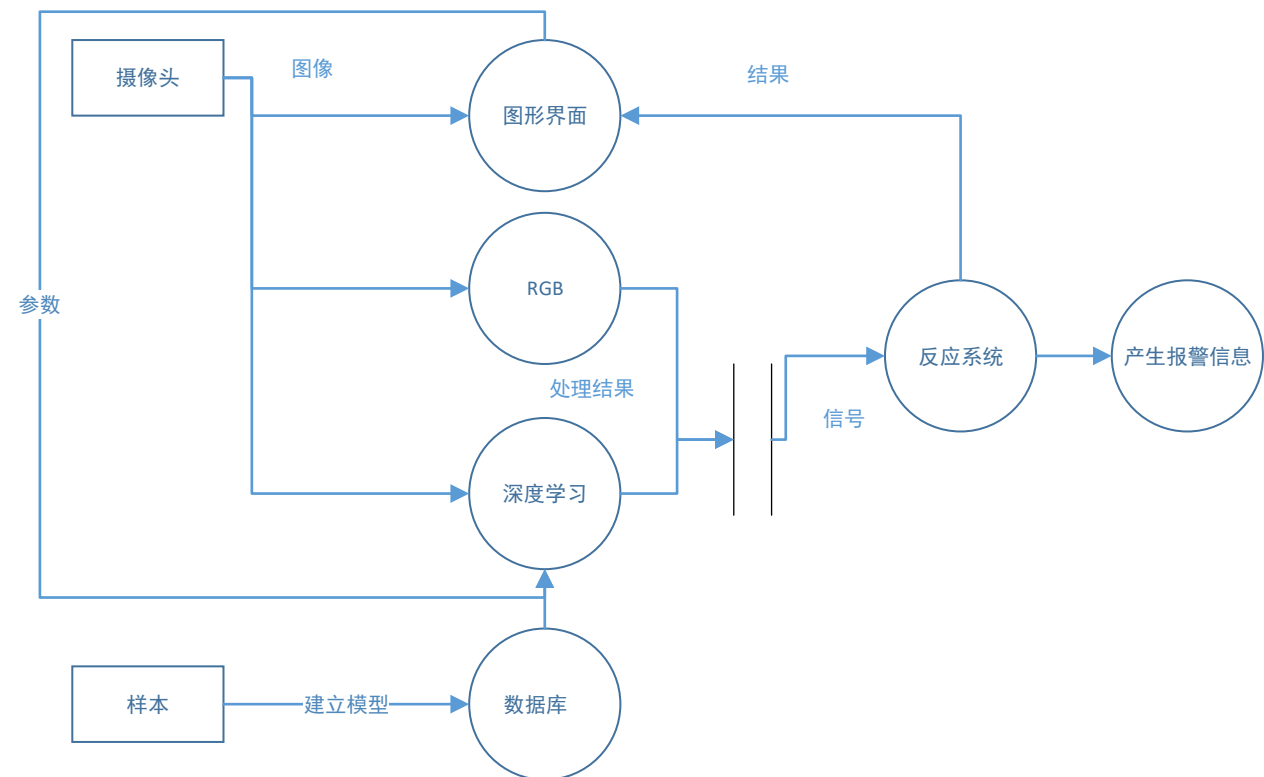 摄像头
图像
图形界面
结果
RGB
参数
处理结果
反应系统
产生报警信息
信号
深度学习
样本
建立模型
数据库